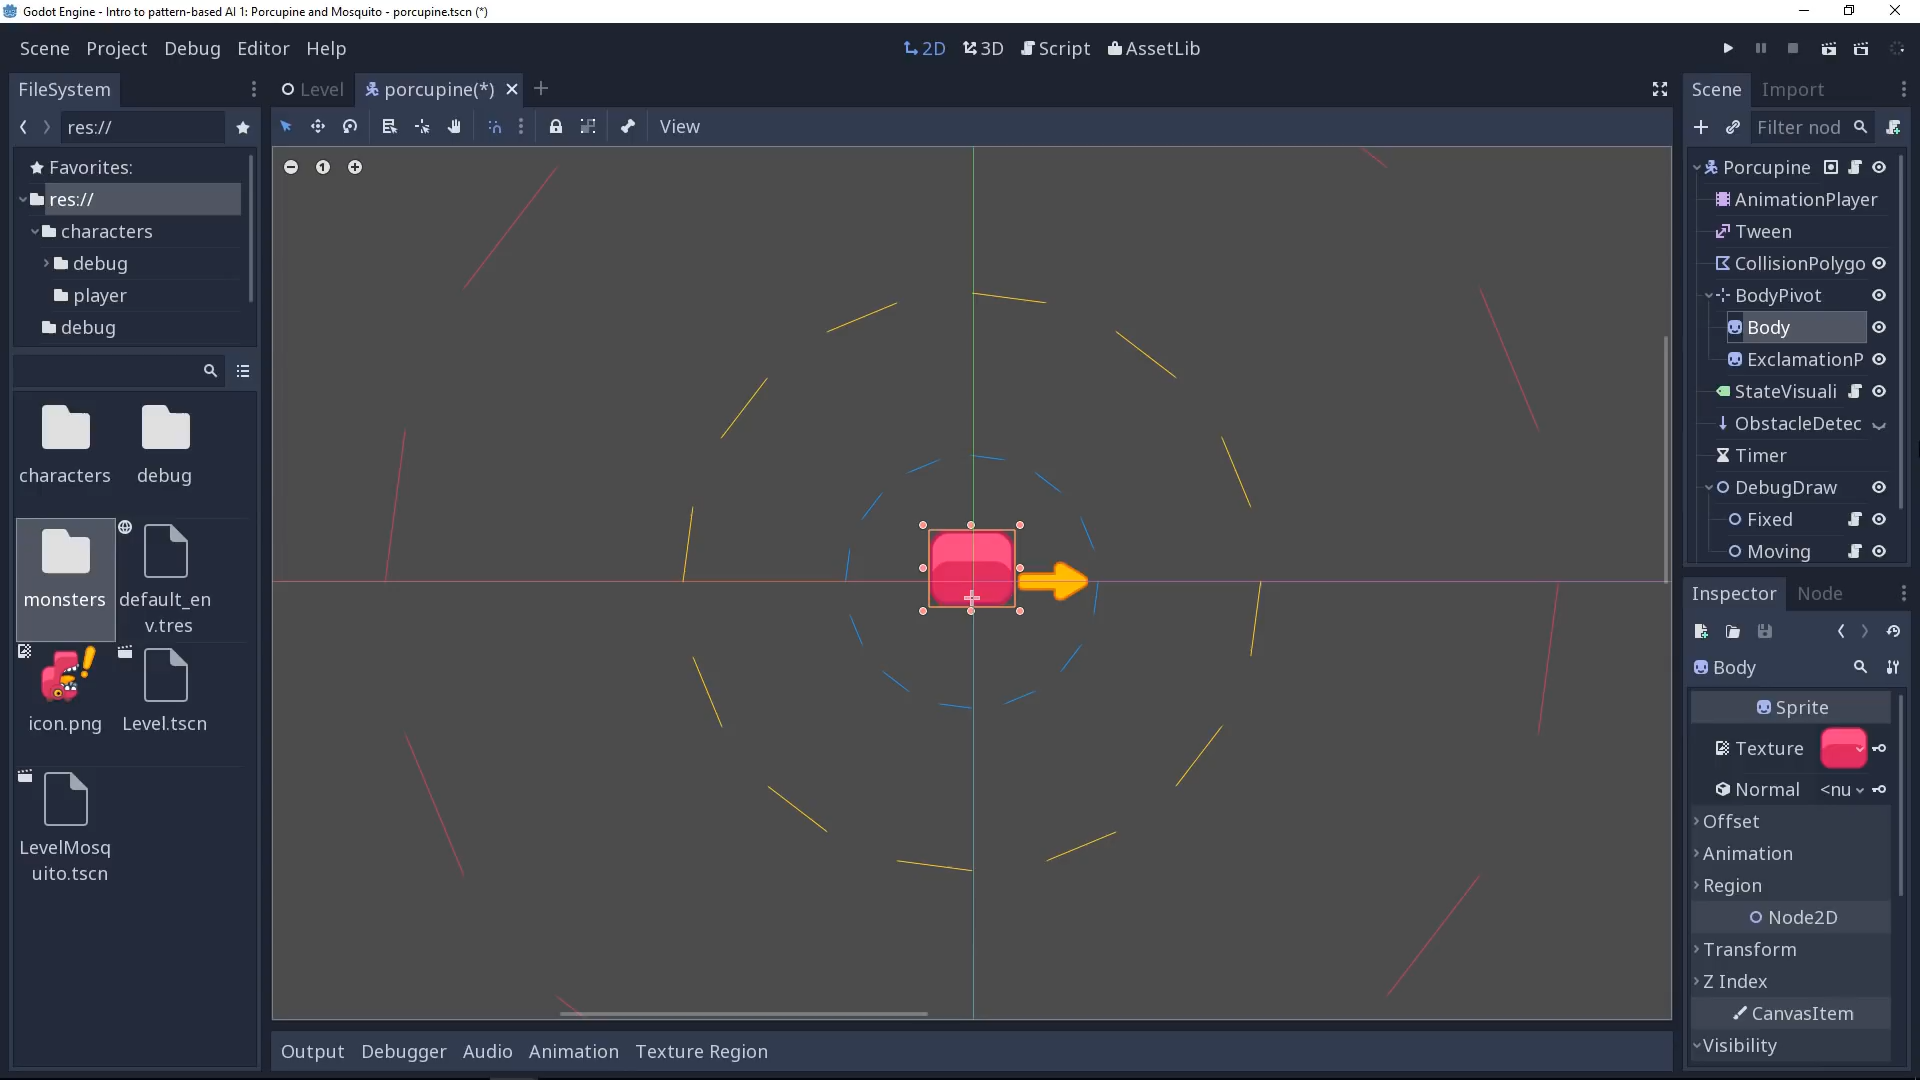 Godot Engine - Intro to pattern-based AI 1: Porcupine and Mosquito - porcupine.tscn (*)
Scene Project Debug Editor Help
2D 3D Script AssetLib
FileSystem
Level porcupine(*)
Scene Import
res://
View
Filter nod
Favorites:
res://
characters
debug
player
debug
characters debug
monsters default_en
v.tres
icon.png Level.tscn
LevelMosq
uito.tscn
1
Porcupine
AnimationPlayer
Tween
CollisionPolygo
BodyPivot
Body
ExclamationP
StateVisuali
ObstacleDetec
Timer
DebugDraw
Fixed
Moving
Inspector Node
Body
Sprite
Texture
Normal <nu
Offset
Animation
Region
Node2D
Transform
Z Index
CanvasItem
Visibility
Output Debugger Audio Animation Texture Region